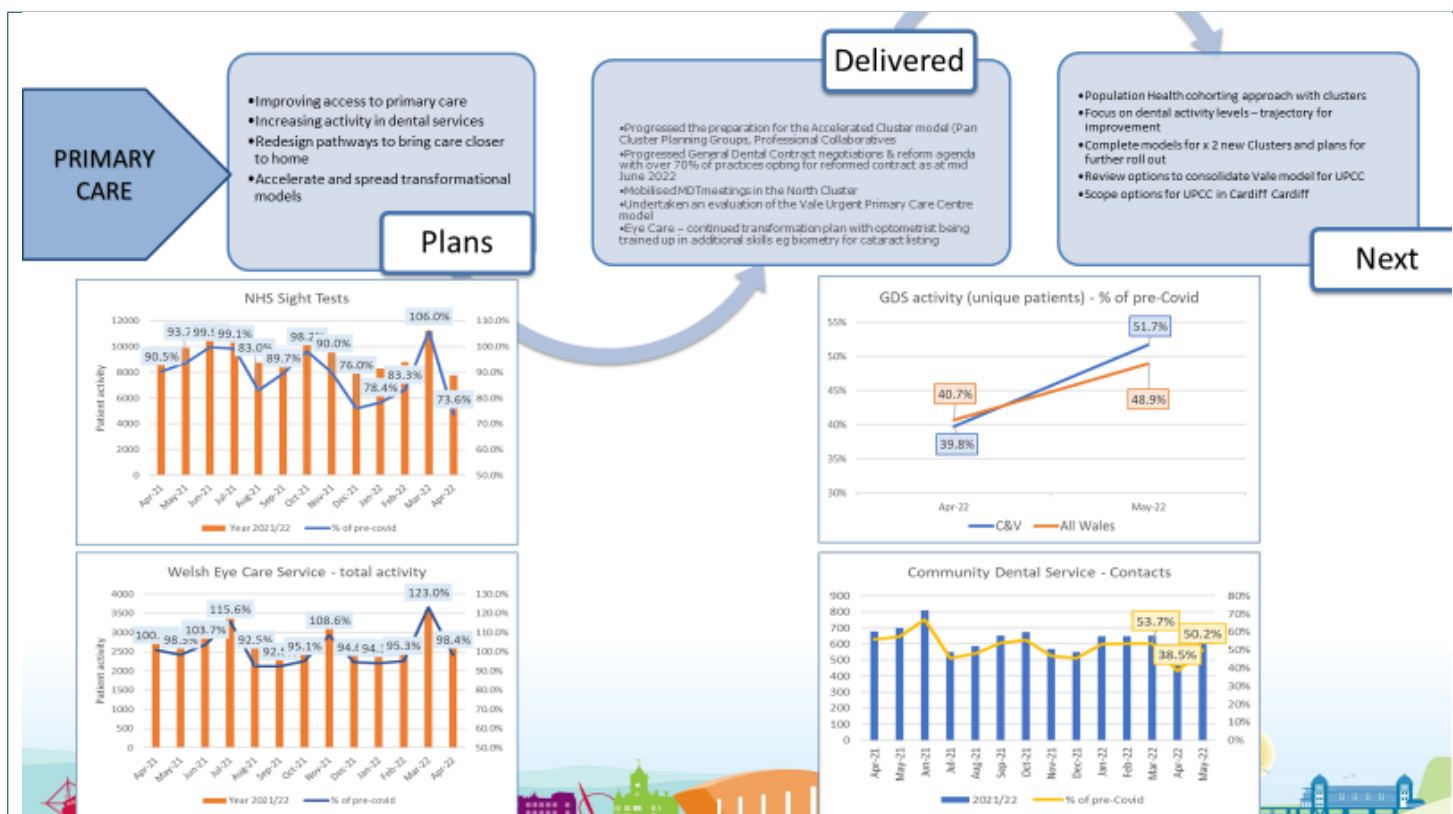 PRIMARY
CARE
•Improving access to primary care
•Increasing activity in dental services
•Redesign pathways to bring care closer
to home
•Accelerate and spread transformational
models
Plans
Delivered
•Progressed the preparation for the Accelerated Cluster model (Pan
Cluster Planning Groups, Professional Collaboratives
•Progressed General Dental Contract negotiations & reform agenda
with over 70% of practices opting for reformed contract as at mid
June 2022
•Mobilised MDTmeetings in the North Cluster
•Undertaken an evaluation of the Vale Urgent Primary Care Centre
model
•Eye Care – continued transformation plan with optometrist being
trained up in additional skills eg biometry for cataract listing
•Population Health cohorting approach with clusters
•Focus on dental activity levels – trajectory for
improvement
•Complete models for x 2 new Clusters and plans for
further roll out
•Review options to consolidate Vale model for UPCC
•Scope options for UPCC in Cardiff Cardiff
Next
NHS Sight Tests
Patient activity
12000
10000
8000
6000
4000
2000
0
90.5%
99.1%
83.0%
89.7%
90.0%
76.0%
78.4%
83.3%
106.0%
73.6%
110.0%
100.0%
90.0%
80.0%
70.0%
60.0%
50.0%
Apr-21 May-21 Jun-21 Jul-21 Aug-21 Sep-21 Oct-21 Nov-21 Dec-21 Jan-22 Feb-22 Mar-22 Apr-22
Year 2021/22 % of pre-covid
GDS activity (unique patients) - % of pre-Covid
55%
50%
45%
40%
35%
30%
51.7%
40.7%
48.9%
39.8%
Apr-22 May-22
C&V All Wales
Welsh Eye Care Service - total activity
Patient activity
4000
3500
3000
2500
2000
1500
1000
500
0
103.7%
115.6%
92.5%
95.1%
108.6%
95.3%
123.0%
98.4%
130.0%
120.0%
110.0%
100.0%
90.0%
80.0%
70.0%
60.0%
50.0%
Apr-21 May-21 Jun-21 Jul-21 Aug-21 Sep-21 Oct-21 Nov-21 Dec-21 Jan-22 Feb-22 Mar-22 Apr-22
Year 2021/22 % of pre-covid
Community Dental Service - Contacts
900
800
700
600
500
400
300
200
100
0
53.7%
50.2%
38.5%
80%
70%
60%
50%
40%
30%
20%
10%
0%
Apr-21 May-21 Jun-21 Jul-21 Aug-21 Sep-21 Oct-21 Nov-21 Dec-21 Jan-22 Feb-22 Mar-22 Apr-22 May-22
2021/22 % of pre-Covid